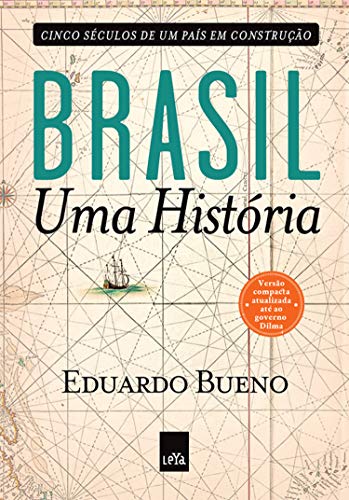 CINCO SÉCULOS DE UM PAÍS EM CONSTRUÇÃO
BRASIL
Uma História
Versão
compacta
atualizada
até ao
governo
Dilma
EDUARDO BUENO
LeYa